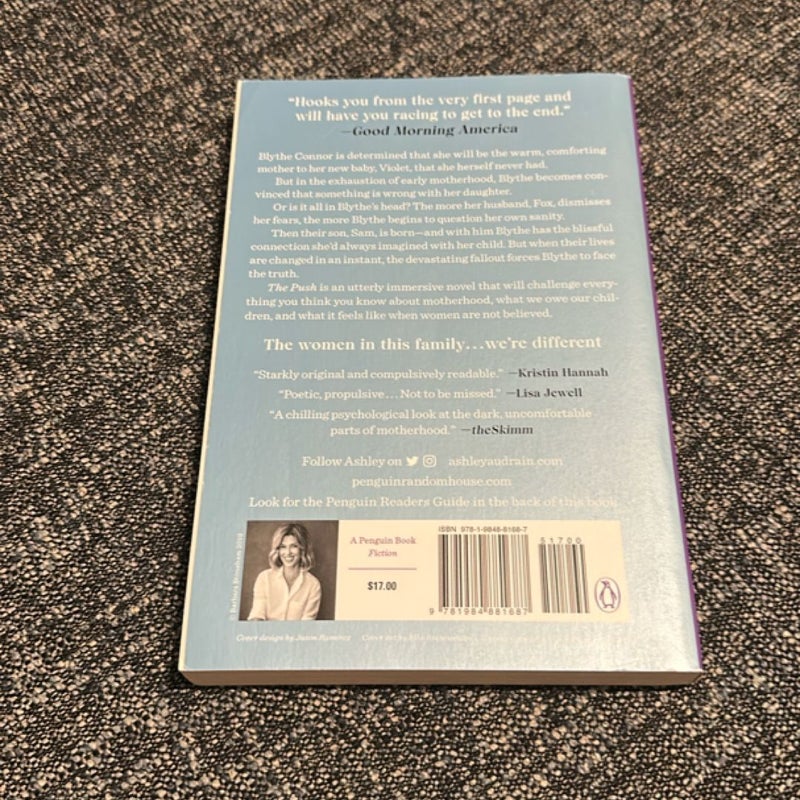 “Hooks you from the very first page and
will have you racing to get to the end.”
—Good Morning America
Blythe Connor is determined that she will be the warm, comforting
mother to her new baby, Violet, that she herself never had.
But in the exhaustion of early motherhood, Blythe becomes con-
vinced that something is wrong with her daughter.
Or is it all in Blythe’s head? The more her husband, Fox, dismisses
her fears, the more Blythe begins to question her own sanity.
Then their son, Sam, is born—and with him Blythe has the blissful
connection she’d always imagined with her child. But when their lives
are changed in an instant, the devastating fallout forces Blythe to face
the truth.
The Push is an utterly immersive novel that will challenge every-
thing you think you know about motherhood, what we owe our chil-
dren, and what it feels like when women are not believed.
The women in this family...we’re different
“Starkly original and compulsively readable.” —Kristin Hannah
“Poetic, propulsive... Not to be missed.” —Lisa Jewell
“A chilling psychological look at the dark, uncomfortable
parts of motherhood.” —theSkimm
Follow Ashley on ashleyaudrain.com
penguinrandomhouse.com
Look for the Penguin Readers Guide in the back of this book
A Penguin Book
Fiction
$17.00
ISBN 978-1-9848-8168-7
51700
9 781984 881687
Cover design by Jason Ramirez Cover art by